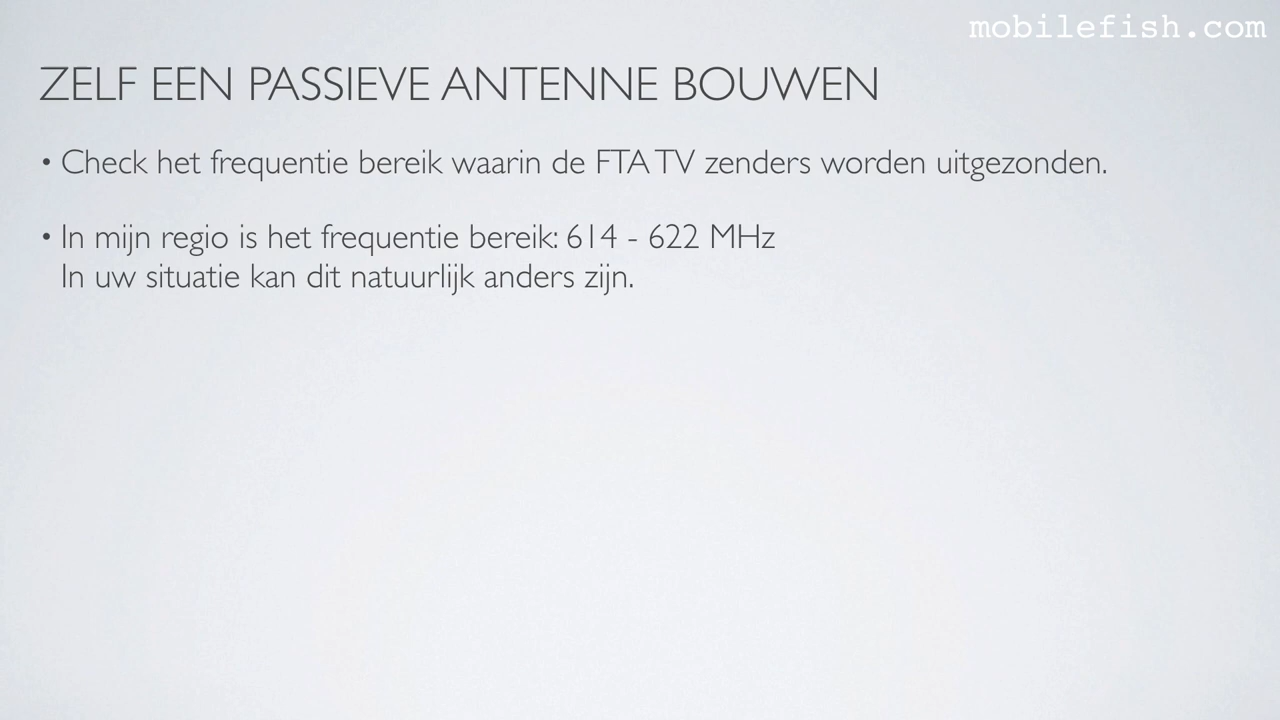 mobilefish.com
ZELF EEN PASSIEVE ANTENNE BOUWEN
• Check het frequentie bereik waarin de FTA TV zenders worden uitgezonden.
• In mijn regio is het frequentie bereik: 614 - 622 MHz
In uw situatie kan dit natuurlijk anders zijn.